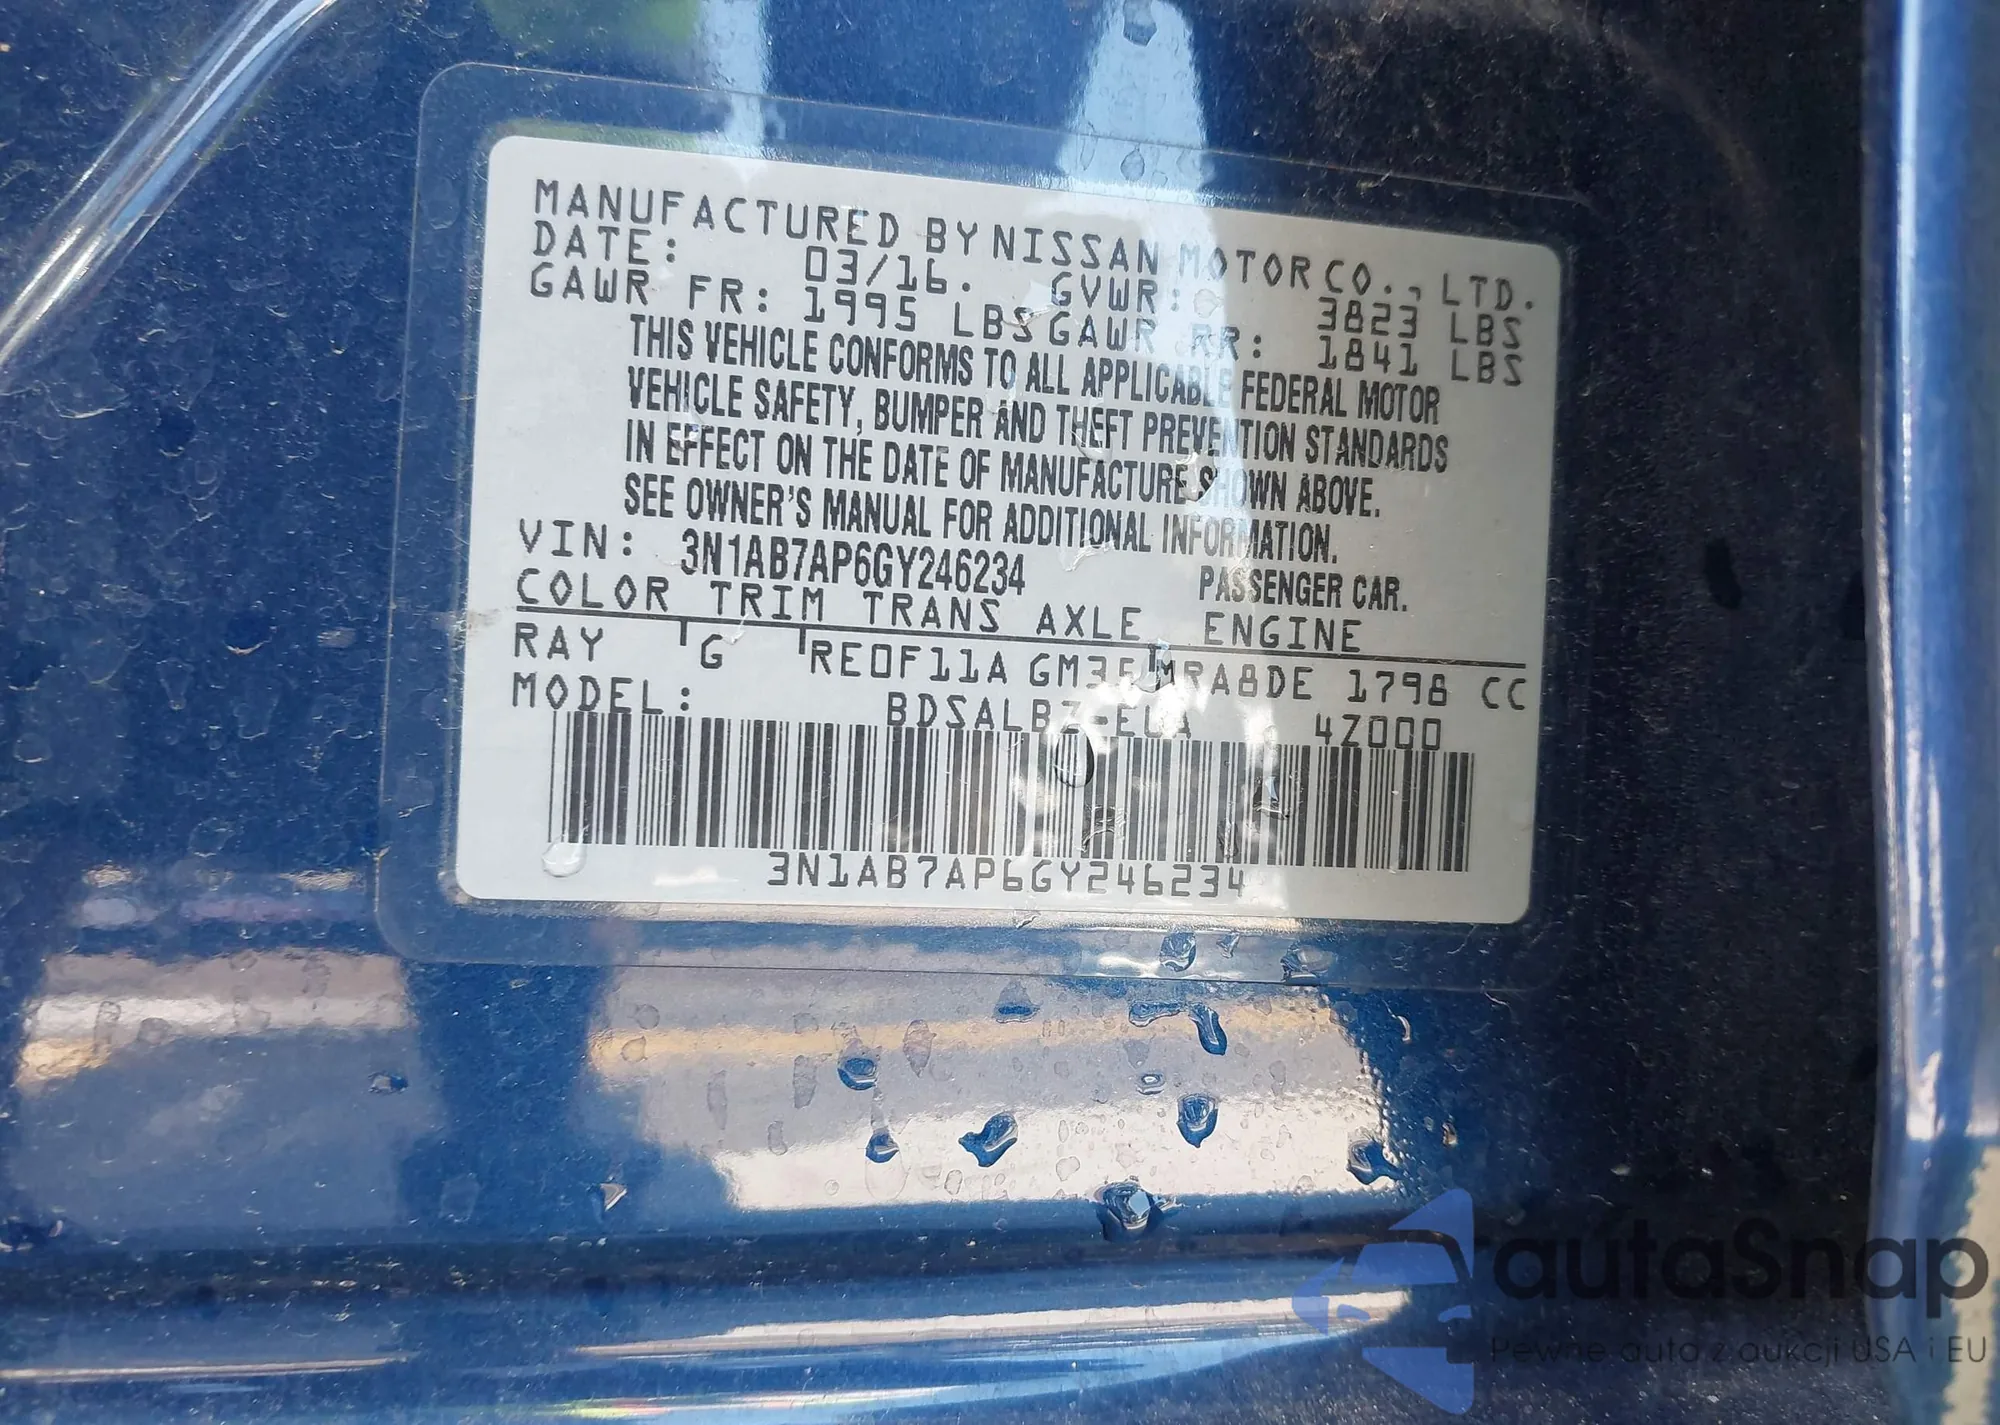 MANUFACTURED BY NISSAN MOTOR CO., LTD.
DATE: 03/16. GVWR: 3823 LBS
GAWR FR: 1995 LBS GAWR RR: 1841 LBS
THIS VEHICLE CONFORMS TO ALL APPLICABLE FEDERAL MOTOR
VEHICLE SAFETY, BUMPER AND THEFT PREVENTION STANDARDS
IN EFFECT ON THE DATE OF MANUFACTURE SHOWN ABOVE.
SEE OWNER'S MANUAL FOR ADDITIONAL INFORMATION.
VIN: 3N1AB7AP6GY246234 PASSENGER CAR.
COLOR TRIM TRANS AXLE ENGINE
RAY G RE0F11A GM35 MRA8DE 1798 CC
MODEL: 4Z000
3N1AB7AP6GY246234
autaSnap
Pewne auta z aukcji USA i EU